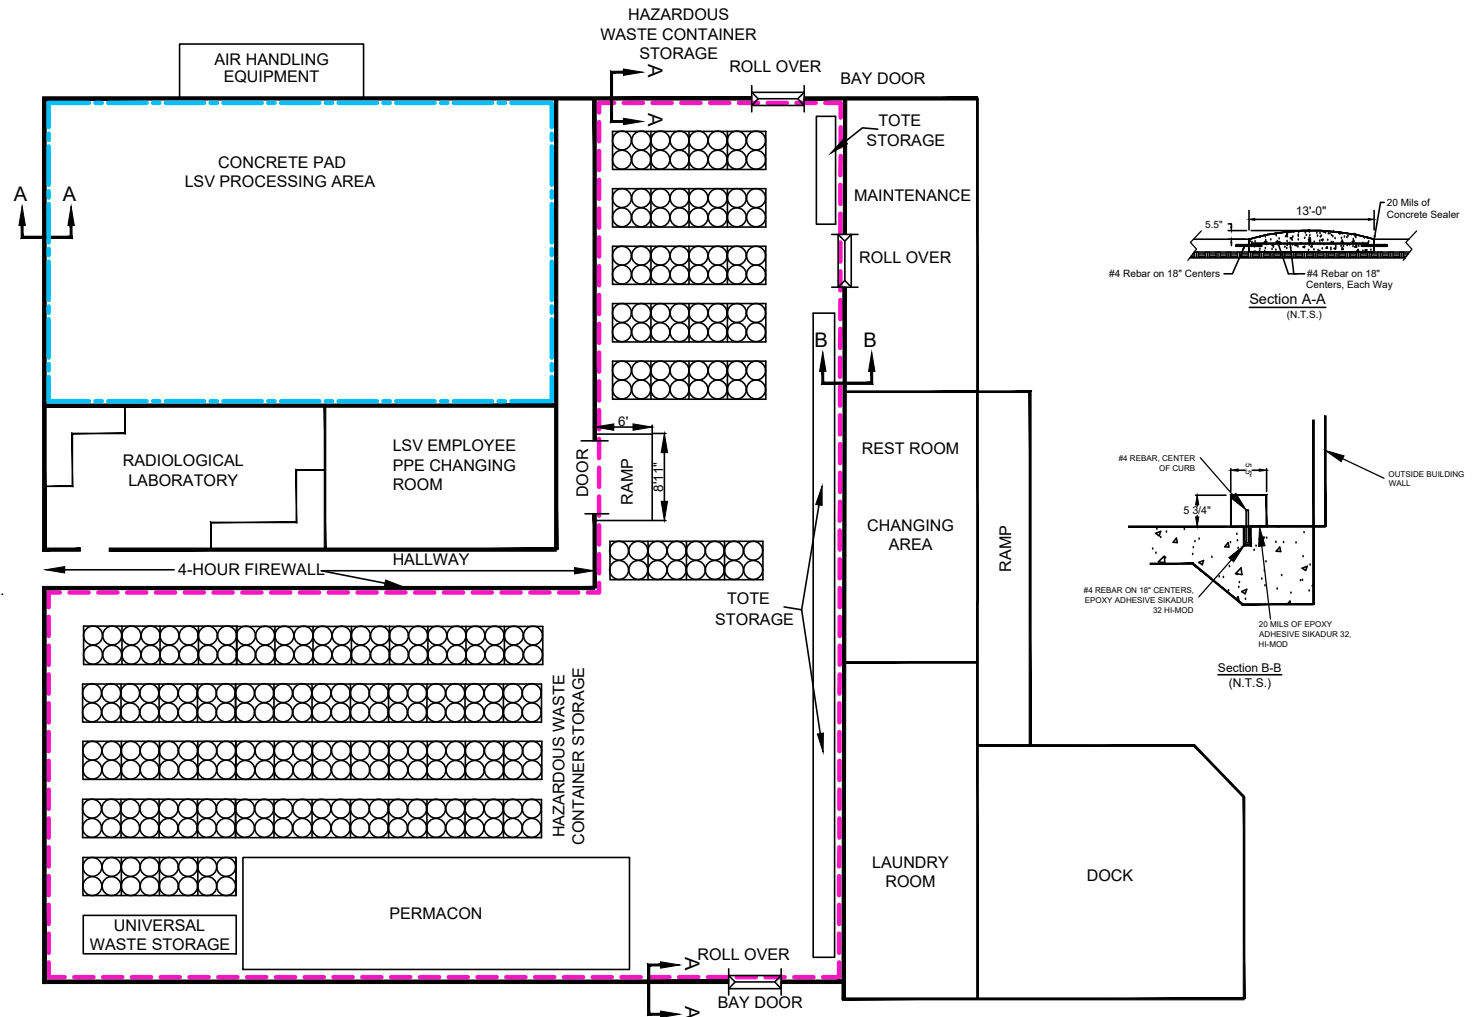 HAZARDOUS
WASTE CONTAINER
STORAGE
AIR HANDLING
EQUIPMENT
A
A
ROLL OVER
BAY DOOR
TOTE
STORAGE
CONCRETE PAD
LSV PROCESSING AREA
A
A
MAINTENANCE
ROLL OVER
B
B
LSV EMPLOYEE
PPE CHANGING
ROOM
RADIOLOGICAL
LABORATORY
DOOR
6'
RAMP
8'11"
REST ROOM
CHANGING
AREA
RAMP
HALLWAY
4-HOUR FIREWALL
TOTE
STORAGE
HAZARDOUS WASTE
CONTAINER STORAGE
LAUNDRY
ROOM
DOCK
PERMACON
UNIVERSAL
WASTE STORAGE
ROLL OVER
A
A
BAY DOOR
13'-0"
5.5"
20 Mils of
Concrete Sealer
#4 Rebar on 18" Centers
#4 Rebar on 18"
Centers, Each Way
Section A-A
(N.T.S.)
#4 REBAR, CENTER
OF CURB
OUTSIDE BUILDING
WALL
5 3/4"
#4 REBAR ON 18" CENTERS,
EPOXY ADHESIVE SIKADUR
32 HI-MOD
20 MILS OF EPOXY
ADHESIVE SIKADUR 32,
HI-MOD
Section B-B
(N.T.S.)